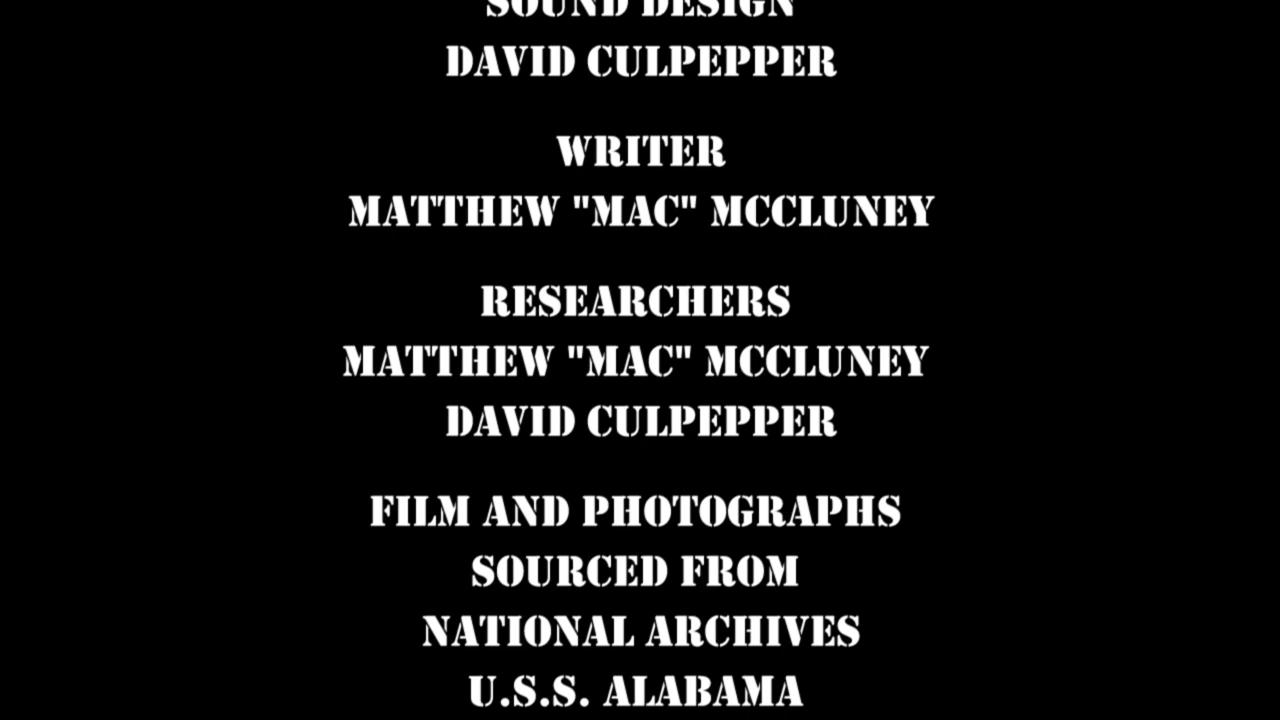 SOUND DESIGN
DAVID CULPEPPER
WRITER
MATTHEW "MAC" MCCLUNEY
RESEARCHERS
MATTHEW "MAC" MCCLUNEY
DAVID CULPEPPER
FILM AND PHOTOGRAPHS
SOURCED FROM
NATIONAL ARCHIVES
U.S.S. ALABAMA